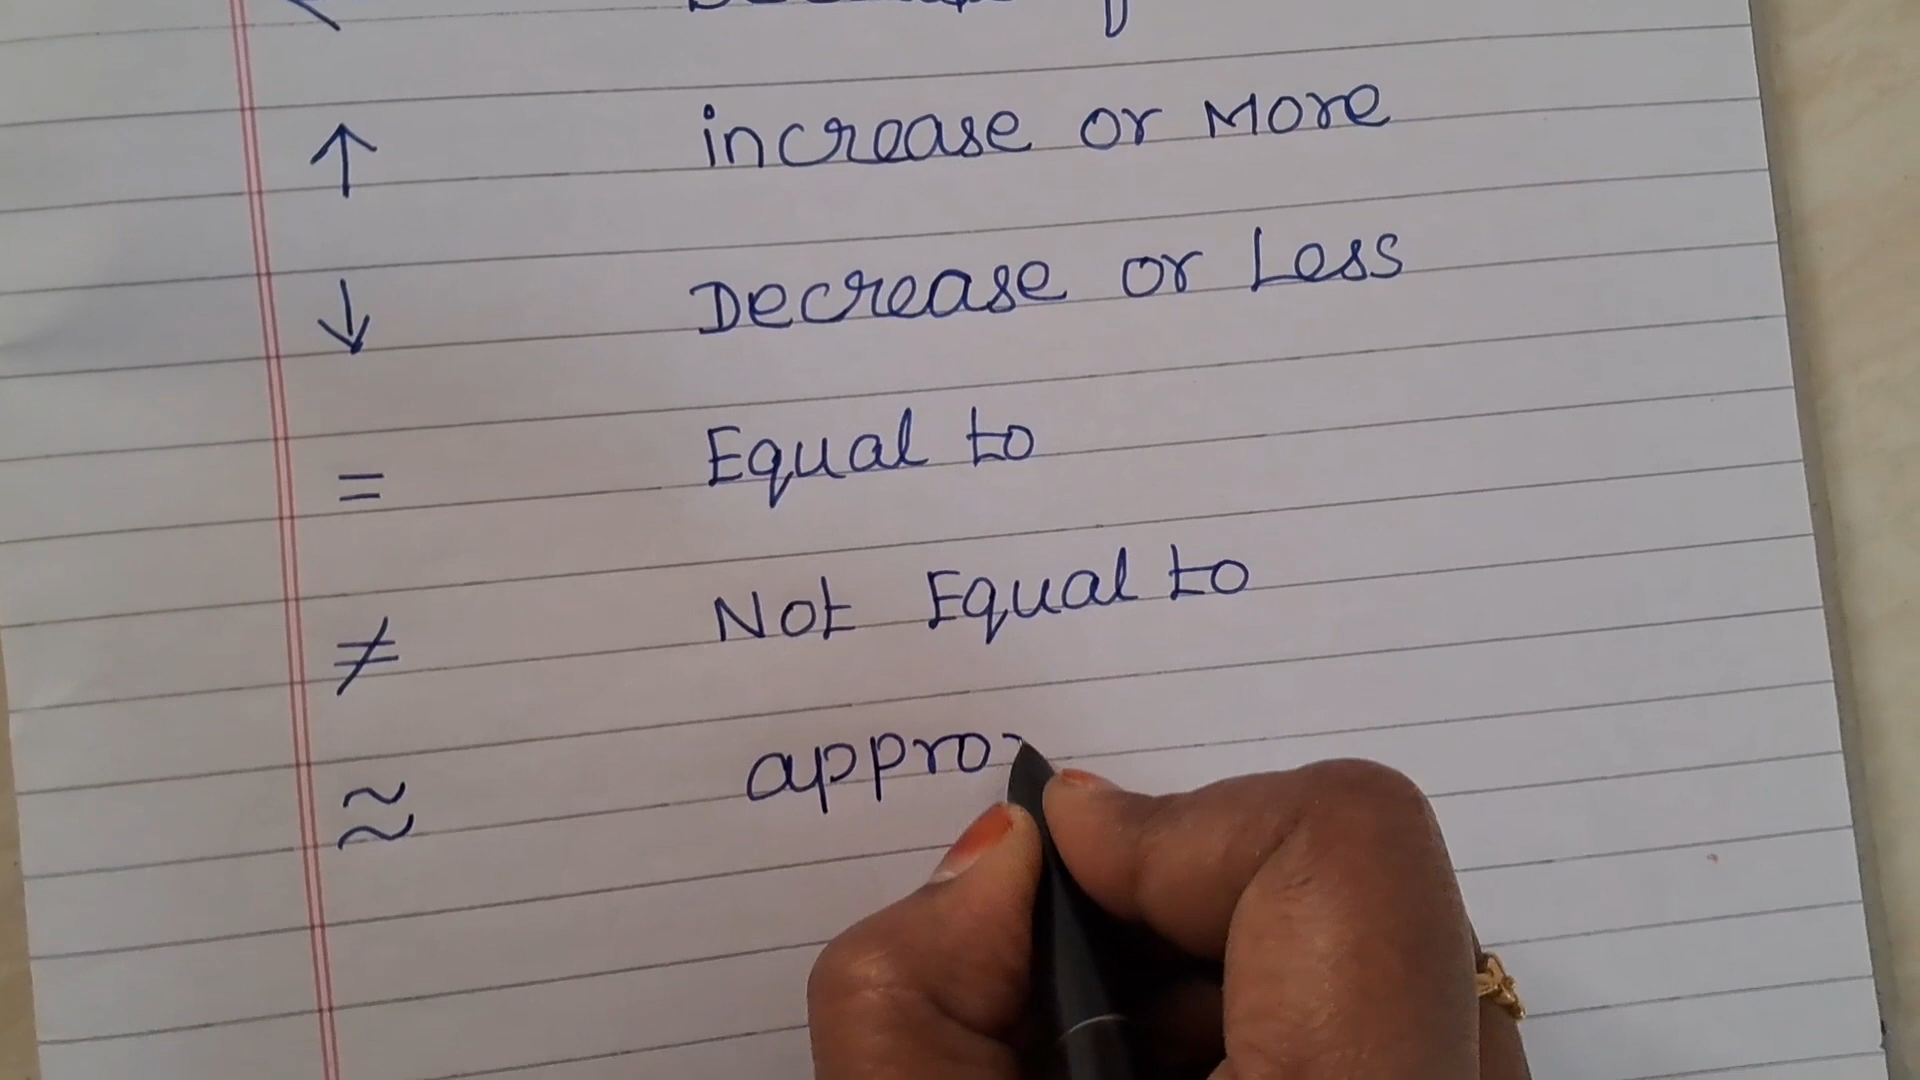 ↑ increase or More
↓ Decrease or Less
= Equal to
≠ Not Equal to
≈ appro